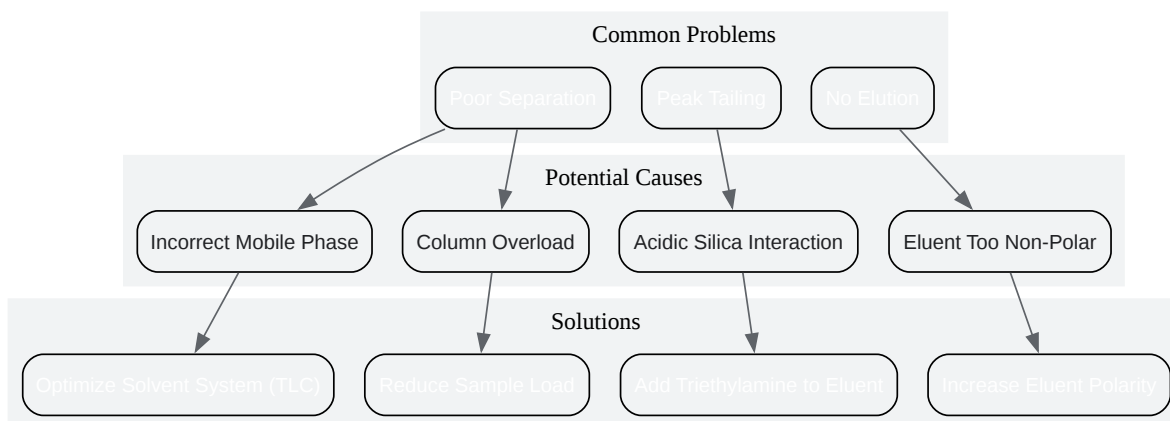 Common Problems
Poor Separation
Peak Tailing
No Elution
Potential Causes
Incorrect Mobile Phase
Column Overload
Acidic Silica Interaction
Eluent Too Non-Polar
Solutions
Optimize Solvent System (TLC)
Reduce Sample Load
Add Triethylamine to Eluent
Increase Eluent Polarity